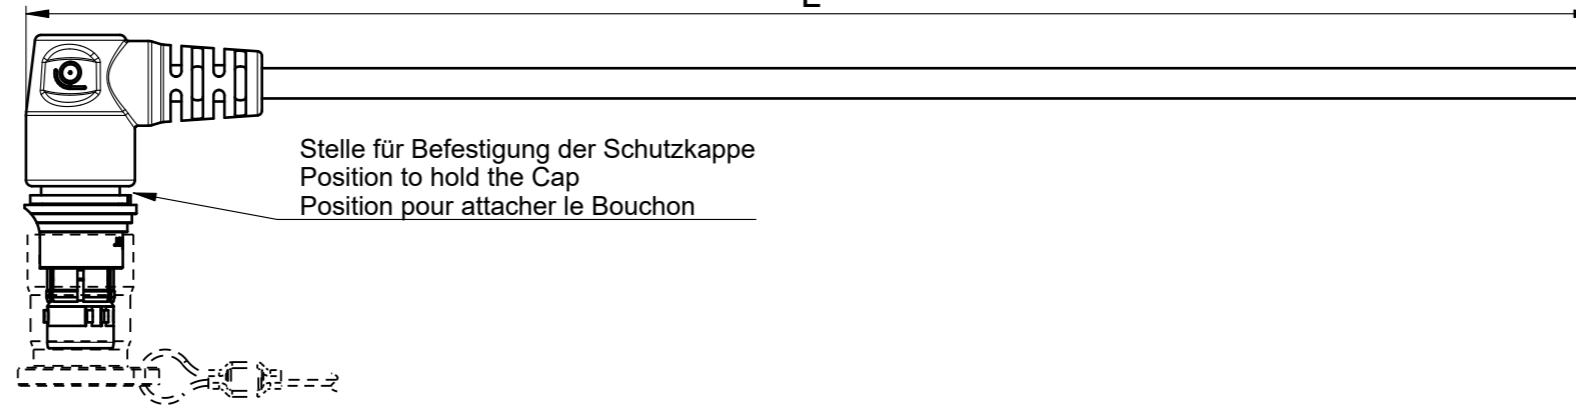 L
Stelle für Befestigung der Schutzkappe
Position to hold the Cap
Position pour attacher le Bouchon